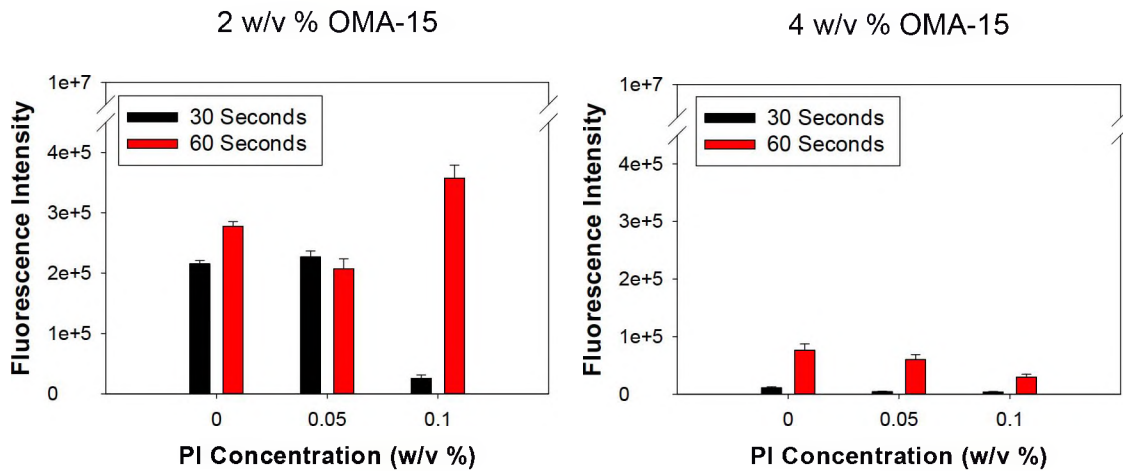 2 w/v % OMA-15
Fluorescence Intensity
1e+7
4e+5
3e+5
2e+5
1e+5
0
30 Seconds
60 Seconds
0 0.05 0.1
PI Concentration (w/v %)
4 w/v % OMA-15
Fluorescence Intensity
1e+7
4e+5
3e+5
2e+5
1e+5
0
30 Seconds
60 Seconds
0 0.05 0.1
PI Concentration (w/v %)